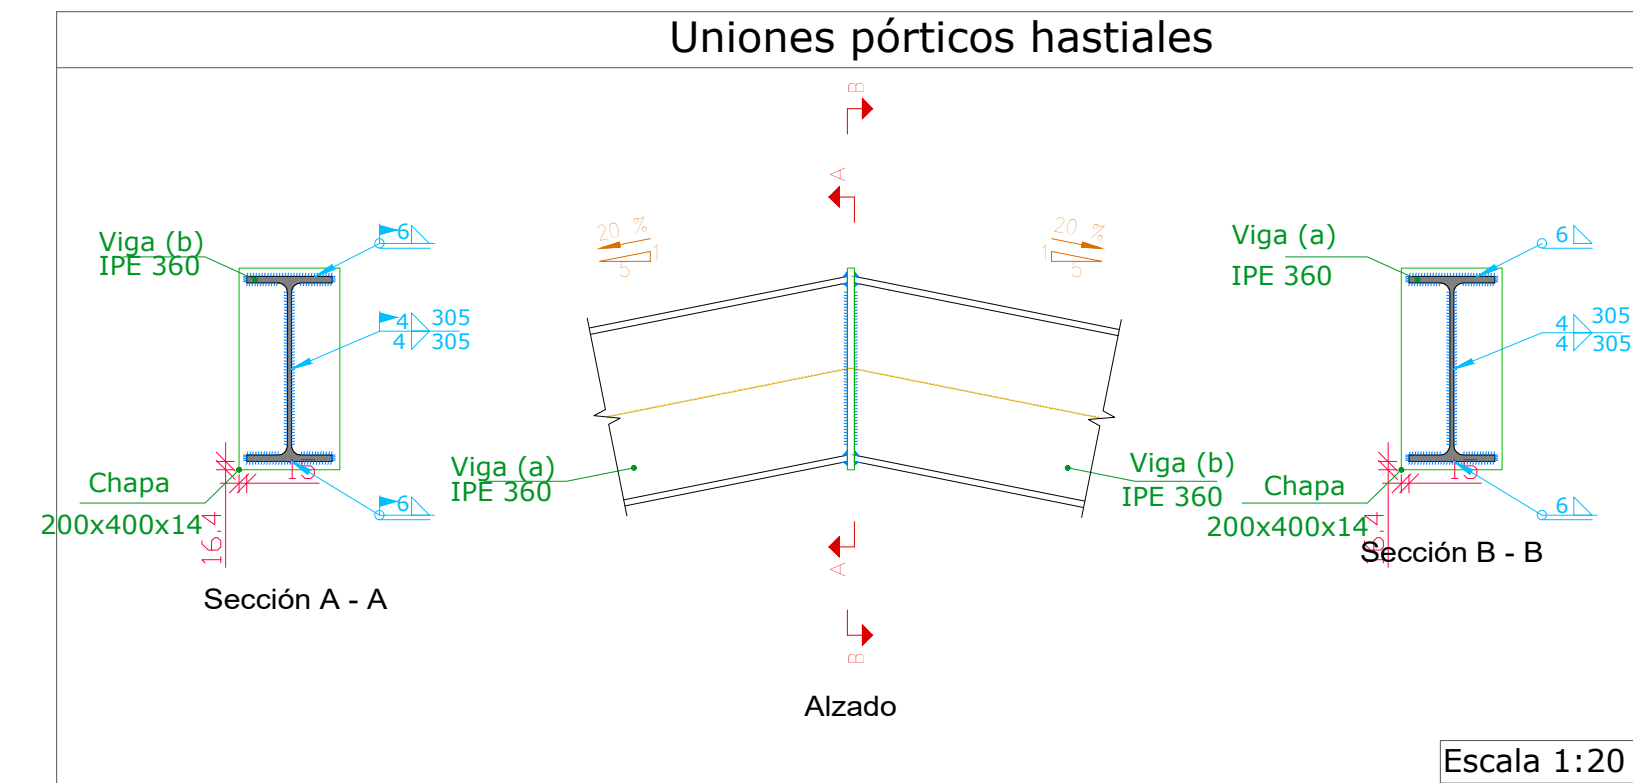 Uniones pórticos hastiales
B
A
Viga (b)
IPE 360
6
4 305
4 305
6
Chapa
200x400x14
15
16,4
Sección A - A
20 %
1
5
20 %
1
5
Viga (a)
IPE 360
Viga (b)
IPE 360
A
B
Alzado
Viga (a)
IPE 360
6
4 305
4 305
6
Chapa
200x400x14
15
16,4
Sección B - B
Escala 1:20